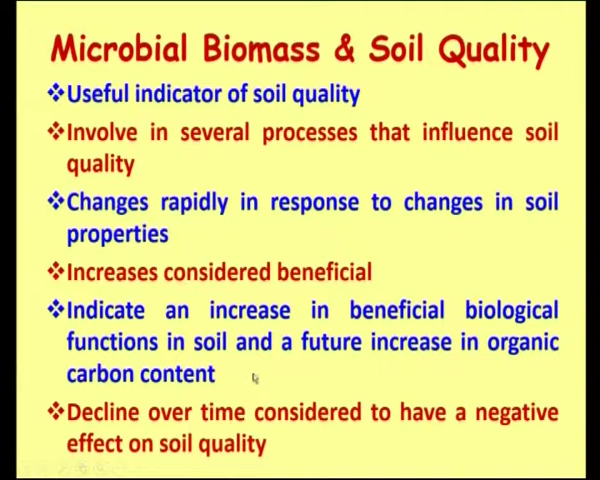 Microbial Biomass & Soil Quality
❖Useful indicator of soil quality
❖Involve in several processes that influence soil
quality
❖Changes rapidly in response to changes in soil
properties
❖Increases considered beneficial
❖Indicate an increase in beneficial biological
functions in soil and a future increase in organic
carbon content
❖Decline over time considered to have a negative
effect on soil quality